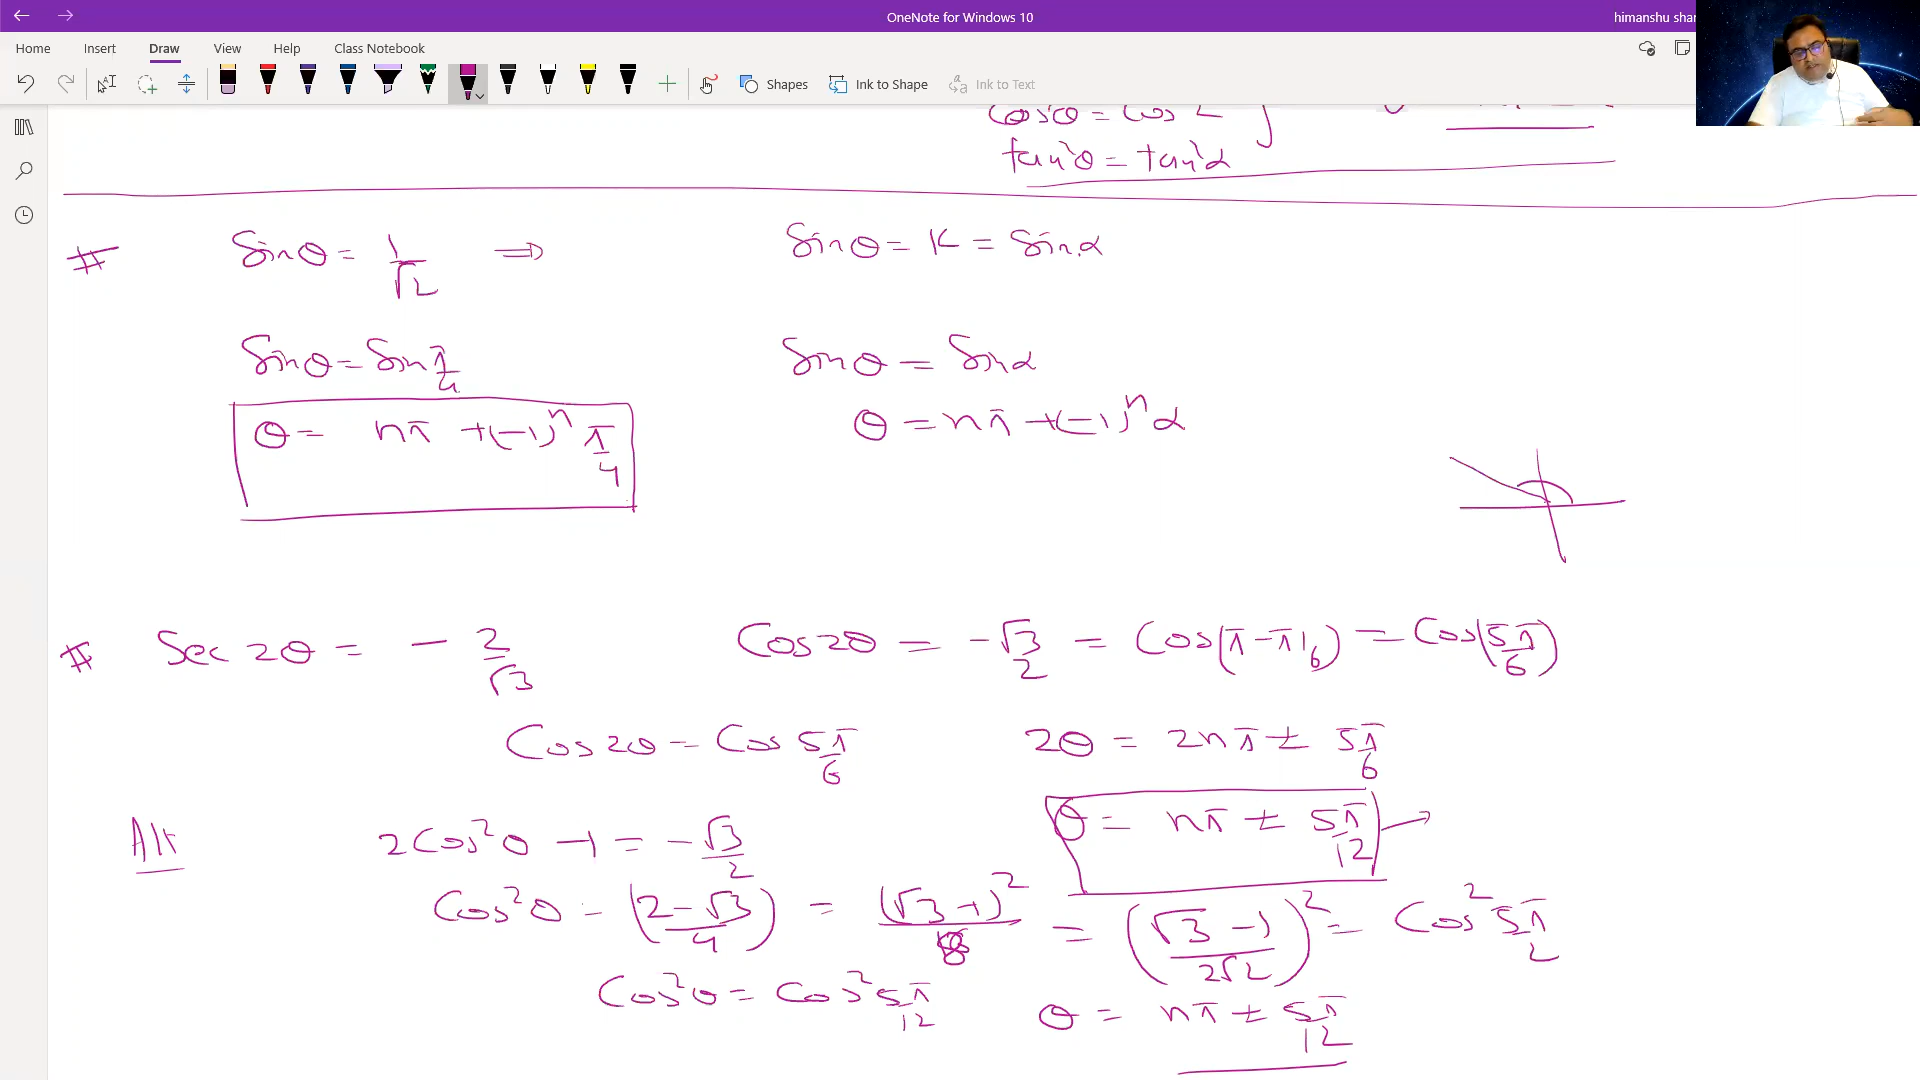 OneNote for Windows 10
himanshu shar
Home Insert Draw View Help Class Notebook
Shapes Ink to Shape Ink to Text
cos²θ = cos²
tan²θ = tan²α
# Sinθ = 1/√2 ⇒ Sinθ = K = Sinα
Sinθ = Sin π/4 Sinθ = Sinα
θ = nπ + (-1)ⁿ π/4 θ = nπ + (-1)ⁿ α
# Sec 2θ = - 2/√3 Cos 2θ = -√3/2 = Cos(π - π/6) = Cos(5π/6)
Cos 2θ = Cos 5π/6 2θ = 2nπ ± 5π/6
Alt 2Cos²θ - 1 = - √3/2 θ = nπ ± 5π/12 →
Cos²θ = (2-√3/4) = (√3-1)²/8 = (√3-1/2√2)² = Cos² 5π/2
Cos²θ = Cos² 5π/12 θ = nπ ± 5π/12